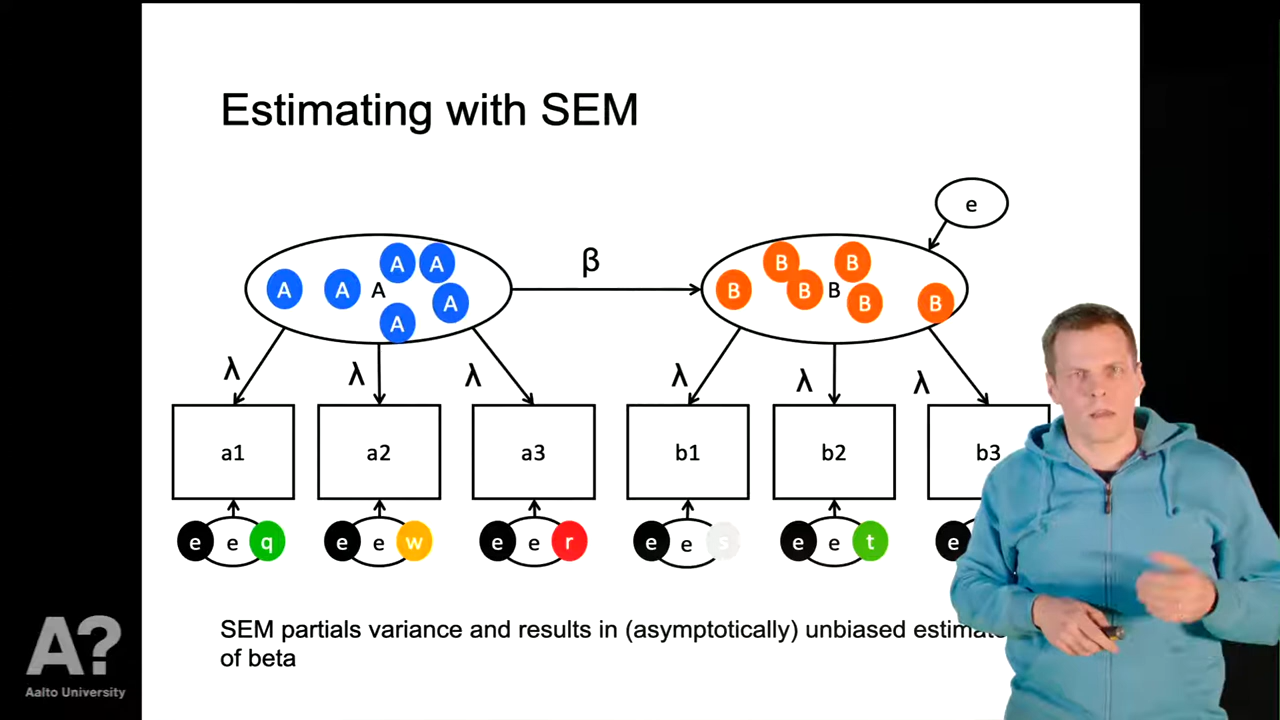 Estimating with SEM
e
β
A A
A A A A
A
B B
B B B B B
B
λ λ λ λ λ λ
a1 a2 a3 b1 b2 b3
e e q e e w e e r e e s e e t e
SEM partials variance and results in (asymptotically) unbiased
of beta
A?
Aalto University